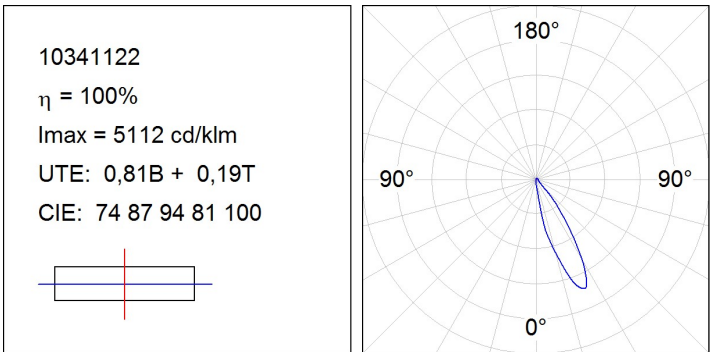 10341122
η = 100%
Imax = 5112 cd/klm
UTE: 0,81B + 0,19T
CIE: 74 87 94 81 100
180°
90° 90°
0°